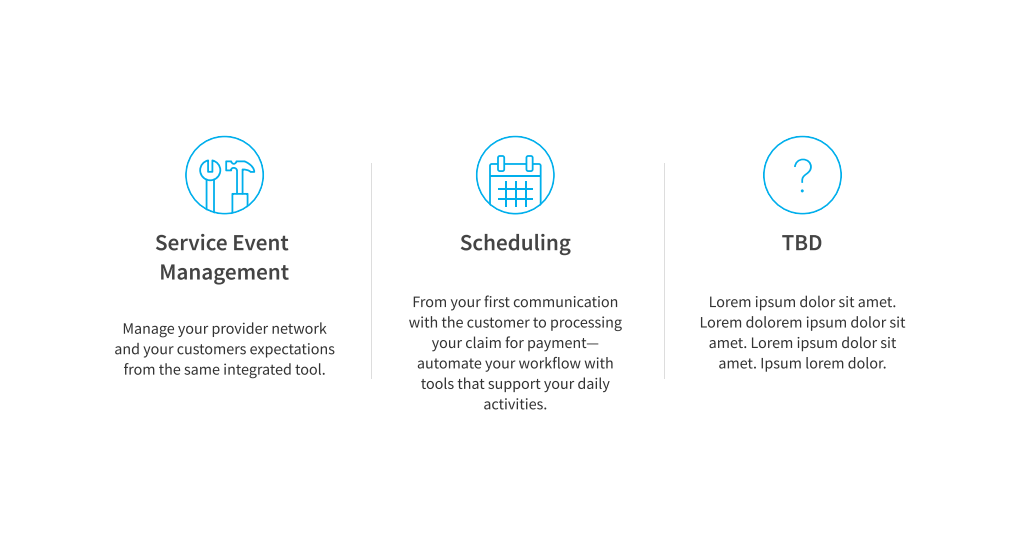 Service Event
Management
Manage your provider network
and your customers expectations
from the same integrated tool.
Scheduling
From your first communication
with the customer to processing
your claim for payment—
automate your workflow with
tools that support your daily
activities.
?
TBD
Lorem ipsum dolor sit amet.
Lorem dolorem ipsum dolor sit
amet. Lorem ipsum dolor sit
amet. Ipsum lorem dolor.